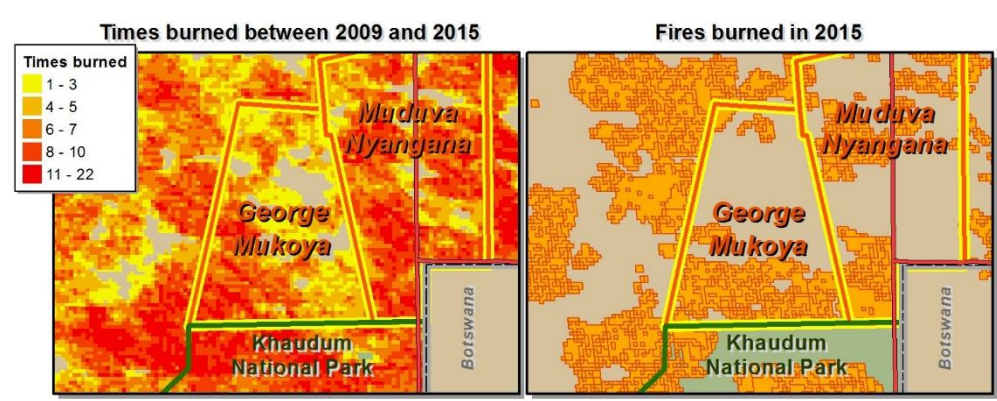 Times burned between 2009 and 2015
Times burned
1 - 3
4 - 5
6 - 7
8 - 10
11 - 22
Muduva
Nyangana
George
Mukoya
Khaudum
National Park
Botswana
Fires burned in 2015
Muduva
Nyangana
George
Mukoya
Khaudum
National Park
Botswana